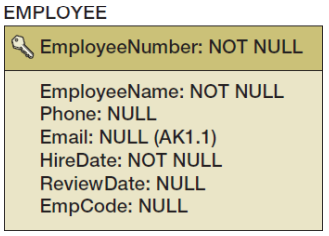 EMPLOYEE
EmployeeNumber: NOT NULL
EmployeeName: NOT NULL
Phone: NULL
Email: NULL (AK1.1)
HireDate: NOT NULL
ReviewDate: NULL
EmpCode: NULL